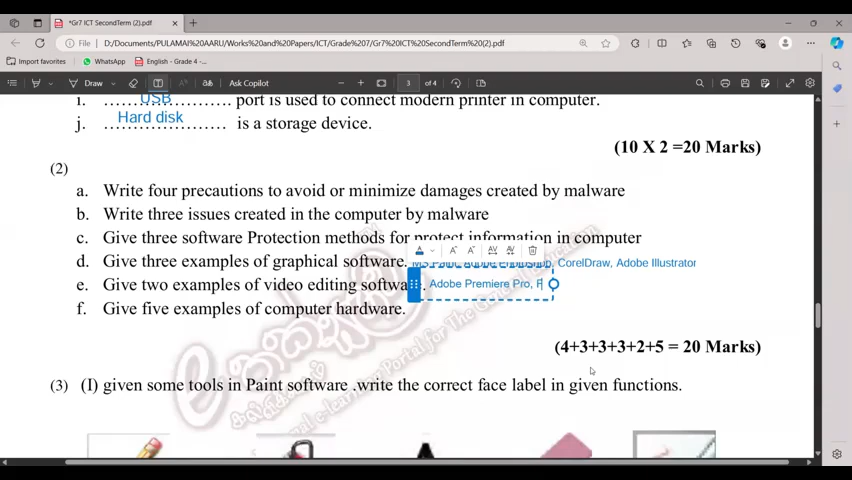 *Gr7 ICT SecondTerm (2).pdf
File | D:/Documents/PULAMAI%20AARU/Works%20and%20Papers/ICT/Grade%207/Gr7%20ICT%20SecondTerm%20(2).pdf
Import favorites WhatsApp English - Grade 4 -...
Draw Ask Copilot 3 of 4
i. USB port is used to connect modern printer in computer.
j. Hard disk is a storage device.
(10 X 2 =20 Marks)
(2)
a. Write four precautions to avoid or minimize damages created by malware
b. Write three issues created in the computer by malware
c. Give three software Protection methods for protect information in computer
d. Give three examples of graphical software. MS Paint, Adobe Photoshop, CorelDraw, Adobe Illustrator
e. Give two examples of video editing software. Adobe Premiere Pro, F
f. Give five examples of computer hardware.
(4+3+3+3+2+5 = 20 Marks)
(3) (I) given some tools in Paint software .write the correct face label in given functions.